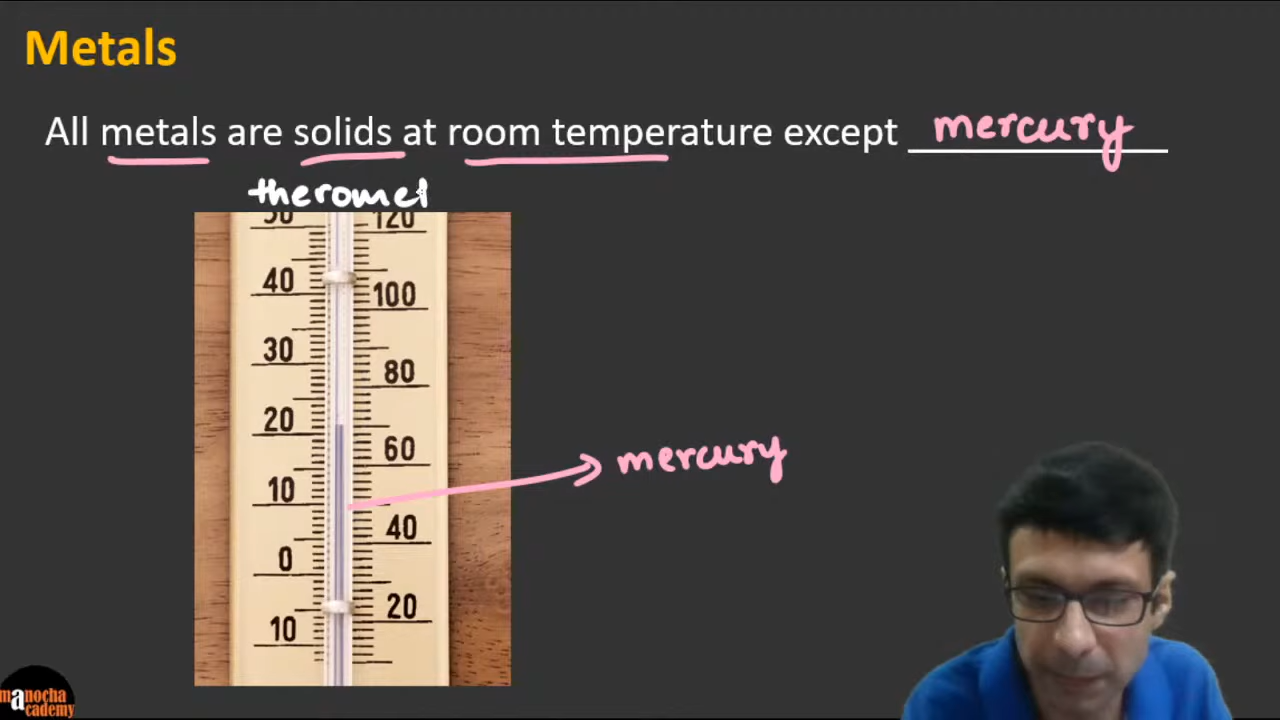 Metals
All metals are solids at room temperature except mercury
theromet
50 120
40 100
30 80
20 60
10 40
0 20
10
mercury
manocha
academy